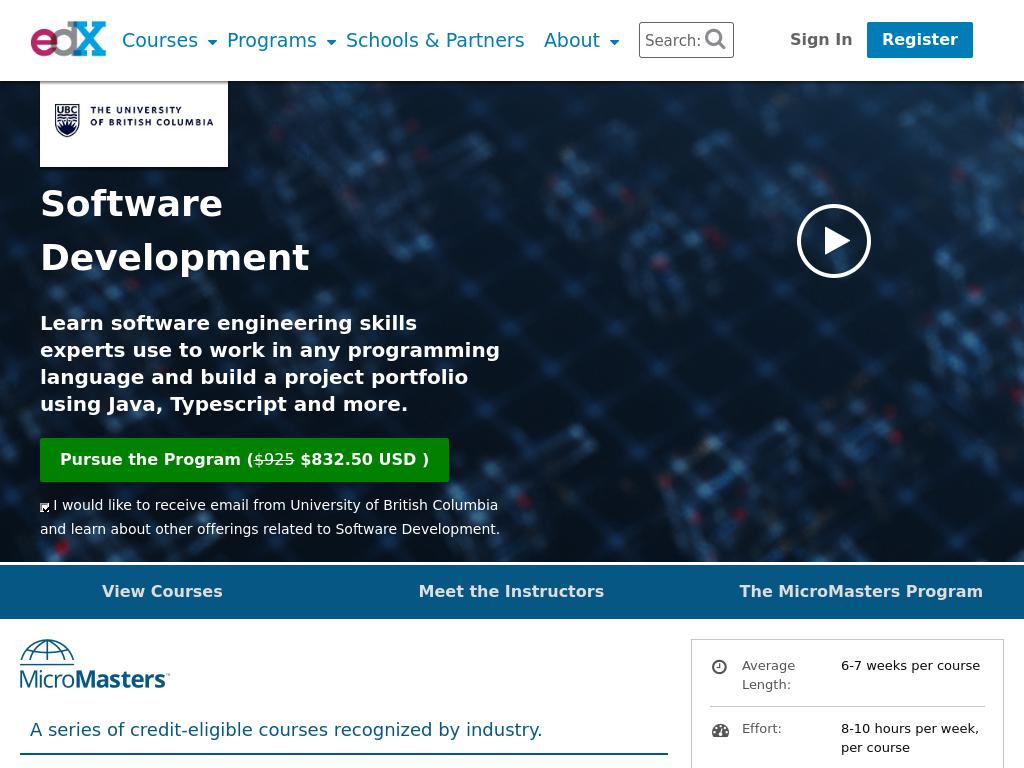 edX Courses Programs Schools & Partners About Search: Sign In Register
UBC THE UNIVERSITY
OF BRITISH COLUMBIA
Software
Development
Learn software engineering skills
experts use to work in any programming
language and build a project portfolio
using Java, Typescript and more.
Pursue the Program ($925 $832.50 USD )
I would like to receive email from University of British Columbia
and learn about other offerings related to Software Development.
View Courses Meet the Instructors The MicroMasters Program
MicroMasters™
A series of credit-eligible courses recognized by industry.
Average 6-7 weeks per course
Length:
Effort: 8-10 hours per week,
per course